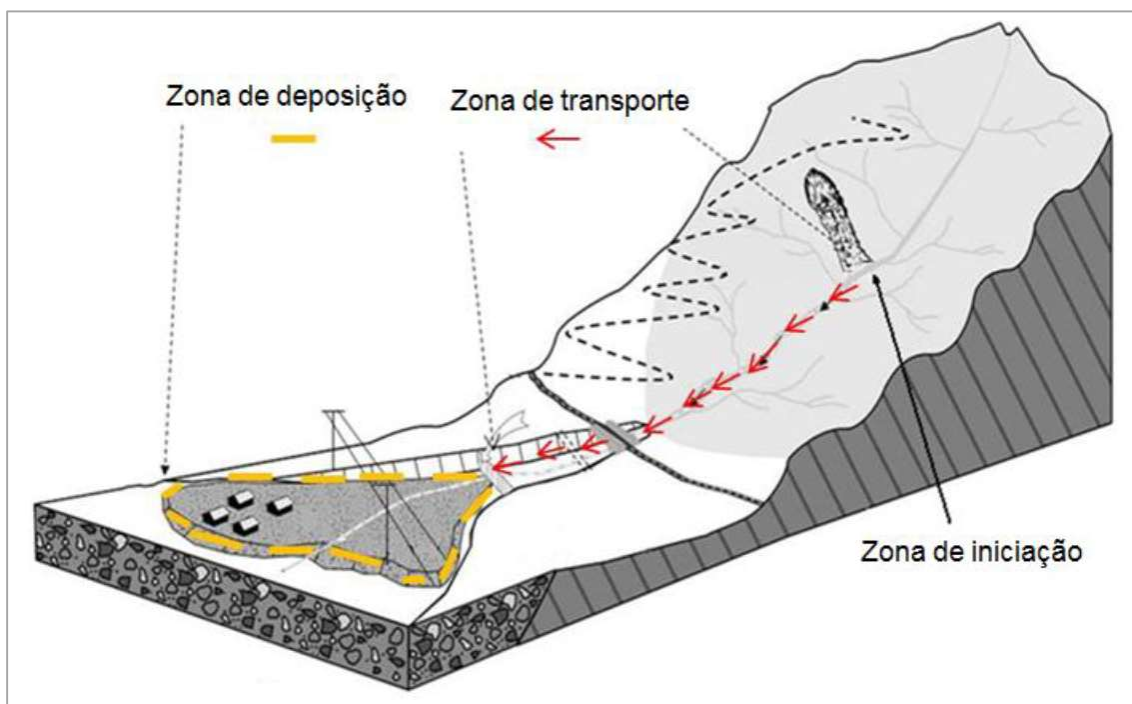 Zona de deposição
Zona de transporte
Zona de iniciação